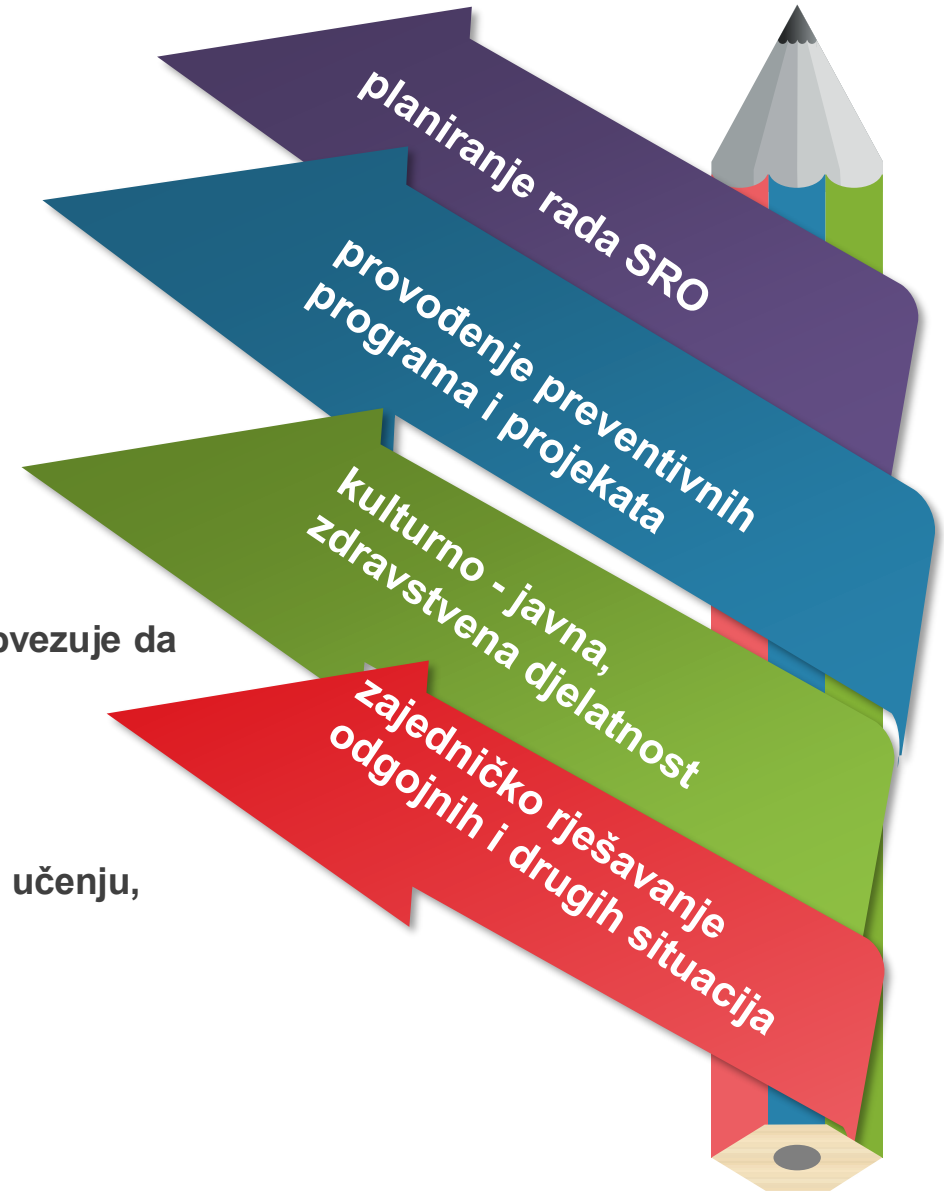 planiranje rada SRO
provođenje preventivnih
programa i projekata
kulturno - javna,
zdravstvena djelatnost
ovezuje da
zajedničko rješavanje
odgojnih i drugih situacija
učenju,